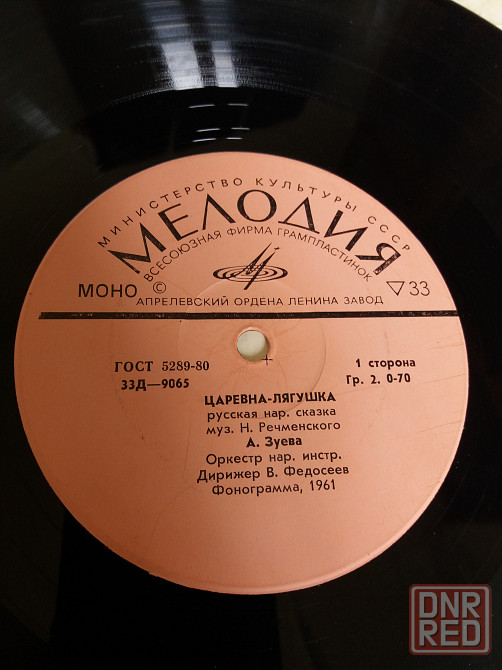 МИНИСТЕРСТВО КУЛЬТУРЫ СССР
МЕЛОДИЯ
ВСЕСОЮЗНАЯ ФИРМА ГРАМПЛАСТИНОК
МОНО © ▽33
АПРЕЛЕВСКИЙ ОРДЕНА ЛЕНИНА ЗАВОД
ГОСТ 5289-80
33Д—9065
1 сторона
Гр. 2. 0-70
ЦАРЕВНА-ЛЯГУШКА
русская нар. сказка
муз. Н. Речменского
А. Зуева
Оркестр нар. инстр.
Дирижер В. Федосеев
Фонограмма, 1961
DNR
RED